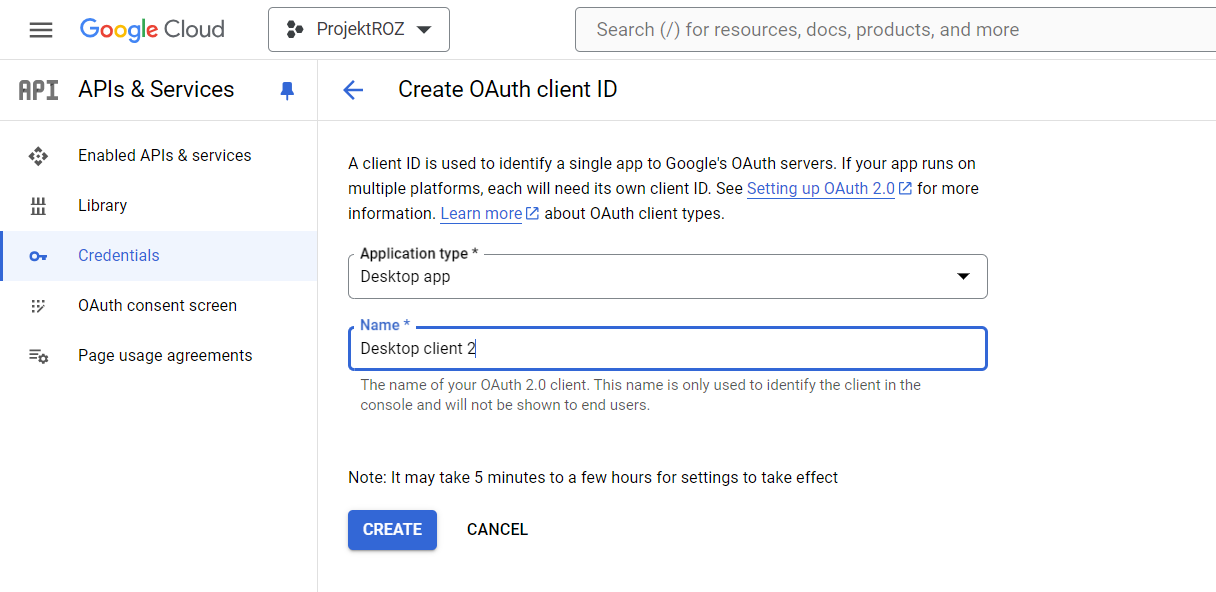 Google Cloud
ProjektROZ
Search (/) for resources, docs, products, and more
API
APIs & Services
Create OAuth client ID
Enabled APIs & services
Library
Credentials
OAuth consent screen
Page usage agreements
A client ID is used to identify a single app to Google's OAuth servers. If your app runs on
multiple platforms, each will need its own client ID. See Setting up OAuth 2.0 for more
information. Learn more about OAuth client types.
Application type *
Desktop app
Name *
Desktop client 2
The name of your OAuth 2.0 client. This name is only used to identify the client in the
console and will not be shown to end users.
Note: It may take 5 minutes to a few hours for settings to take effect
CREATE
CANCEL